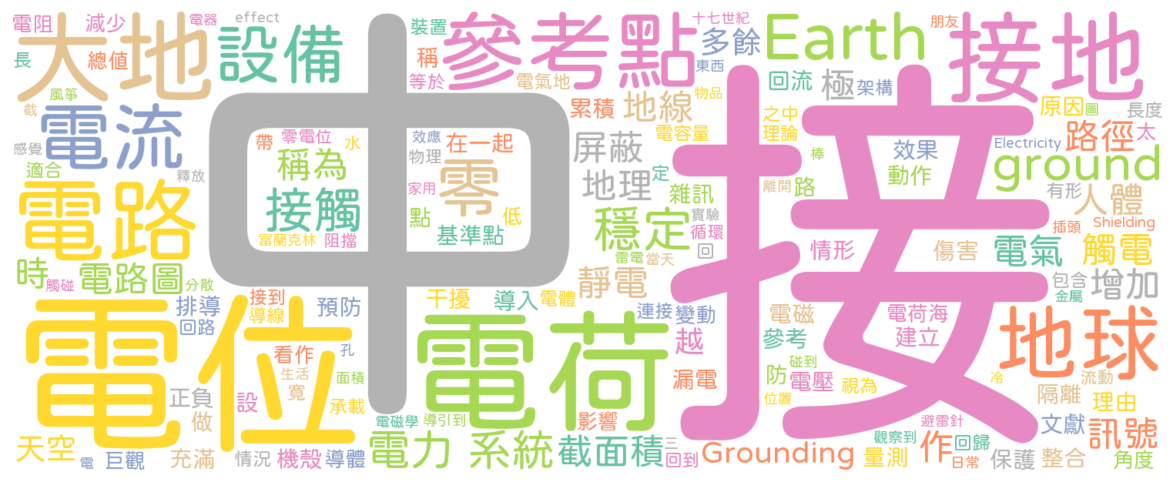 電阻 減少 電器 effect 中 參考點 十七世紀 朋友
長 大地 總值 設備 裝置 稱 多餘 Earth 接地
風箏 等於 電氣地 東西 回流 極 架構
截 電流 累積 地線 物品 之中 原因 圖 長度
感覺 帶 零電位 水 效應 在一起 電容量 理論 路徑 太
適合 釋放 稱為 物理 零 屏蔽 棒 效果 Electricity ground
電路 接觸 家用 地理 定 離開 動作 有形 人體
富蘭克林 阻擋 點 低 雜訊 路 插頭 Shielding
基準點 穩定 實驗 循環 回 接 情形 傷害 電氣 觸電
時 電路圖 觸碰 分散 靜電 雷電 當天 包含 金屬 增加
排導 接到 預防 干擾 導入 電體 連接 變動 電磁 電荷海
電位 回路 導線 電荷 越 參考 建立 地球
看作 孔 碰到 冷 流動
正負 生活 面積 漏電 防 電壓 視為 隔離 理由
做 設 寬 承載 電磁學 導引到 影響 位置 避雷針 文獻
天空 電 巨觀 充滿 情況 機殼 導體 電力 系統 截面積 三 回到 Grounding 觀察到 量測 作 回歸 日常 保護 整合 訊號 角度